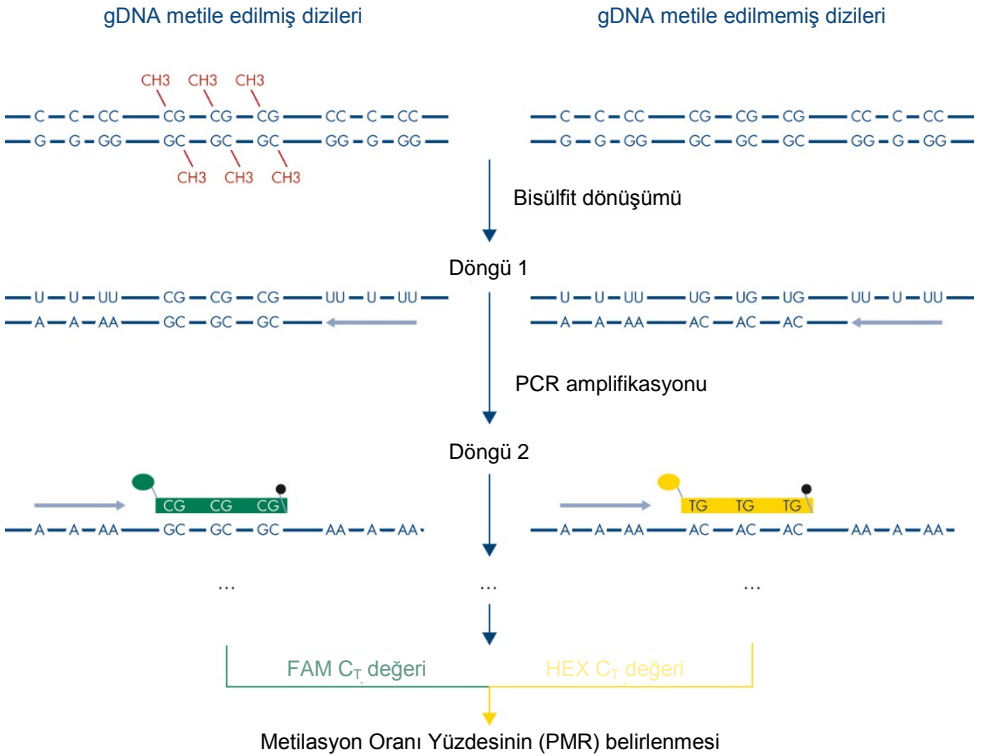 gDNA metile edilmiş dizileri gDNA metile edilmemiş dizileri
CH3 CH3 CH3
C C CC CG CG CG CC C CC C C CC CG CG CG CC C CC
G G GG GC GC GC GG G GG G G GG GC GC GC GG G GG
CH3 CH3 CH3
Bisülfit dönüşümü
Döngü 1
U U UU CG CG CG UU U UU U U UU UG UG UG UU U UU
A A AA GC GC GC A A AA AC AC AC
PCR amplifikasyonu
Döngü 2
CG CG CG TG TG TG
A A AA GC GC GC AA A AA A A AA AC AC AC AA A AA
... ... ...
FAM CT değeri HEX CT değeri
Metilasyon Oranı Yüzdesinin (PMR) belirlenmesi